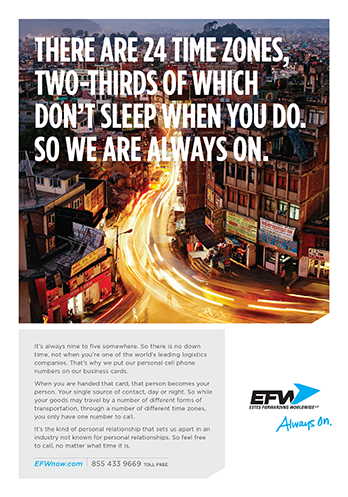 THERE ARE 24 TIME ZONES,
TWO-THIRDS OF WHICH
DON'T SLEEP WHEN YOU DO.
SO WE ARE ALWAYS ON.
It's always nine to five somewhere. So there is no down
time, not when you're one of the world's leading logistics
companies. That's why we put our personal cell phone
numbers on our business cards.
When you are handed that card, that person becomes your
person. Your single source of contact, day or night. So while
your goods may travel by a number of different forms of
transportation, through a number of different time zones,
you only have one number to call.
It's the kind of personal relationship that sets us apart in an
industry not known for personal relationships. So feel free
to call, no matter what time it is.
EFWnow.com 855 433 9669 TOLL FREE
EFW
ESTES FORWARDING WORLDWIDE
Always On.